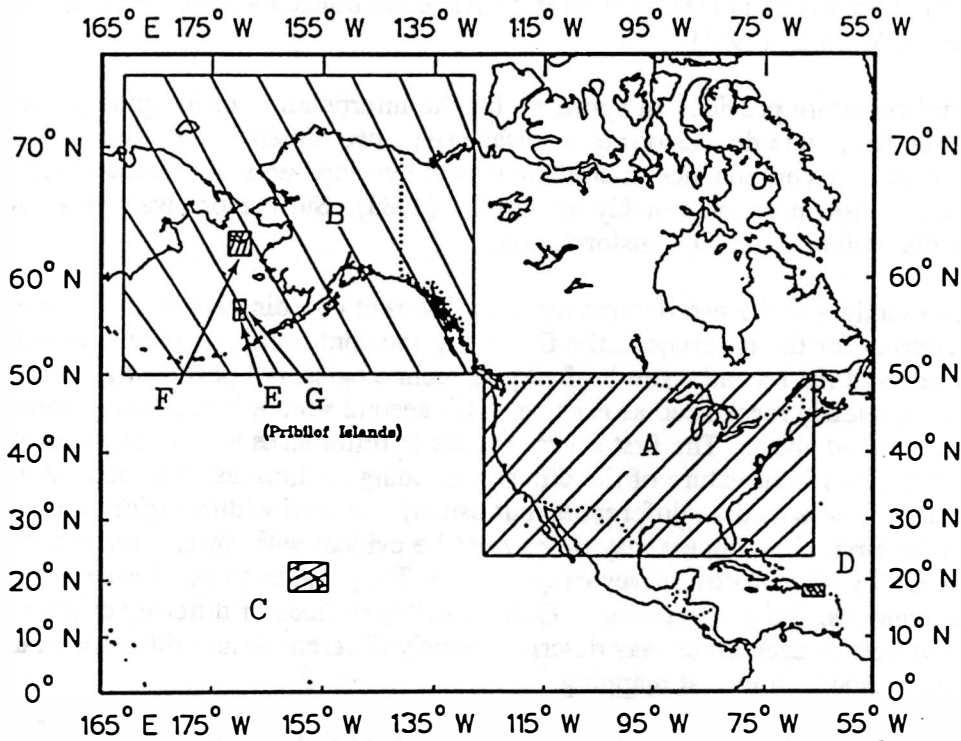 165° E 175° W 155° W 135° W 115° W 95° W 75° W 55° W
70° N 70° N
B
60° N 60° N
50° N 50° N
F E G
(Pribilof Islands)
A
40° N 40° N
30° N 30° N
D
20° N 20° N
C
10° N 10° N
0° 0°
165° E 175° W 155° W 135° W 115° W 95° W 75° W 55° W